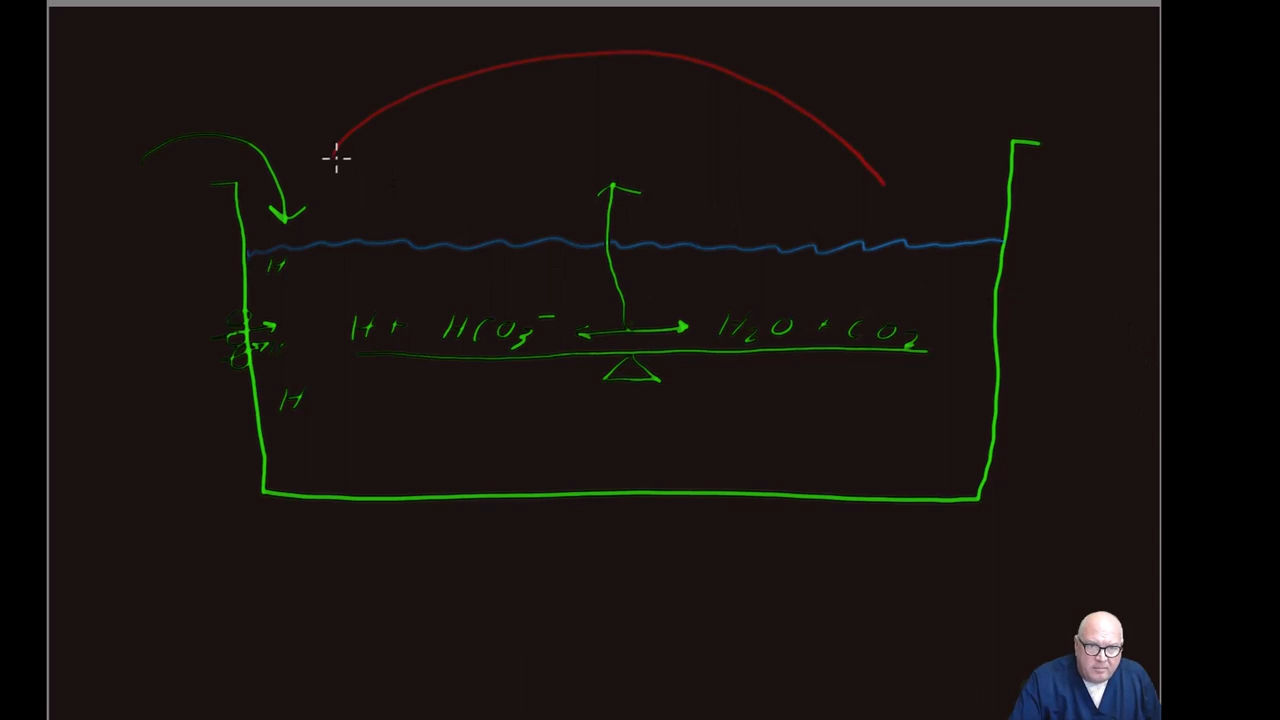 H
H + HCO3⁻ ⟷ H2O + CO2
H